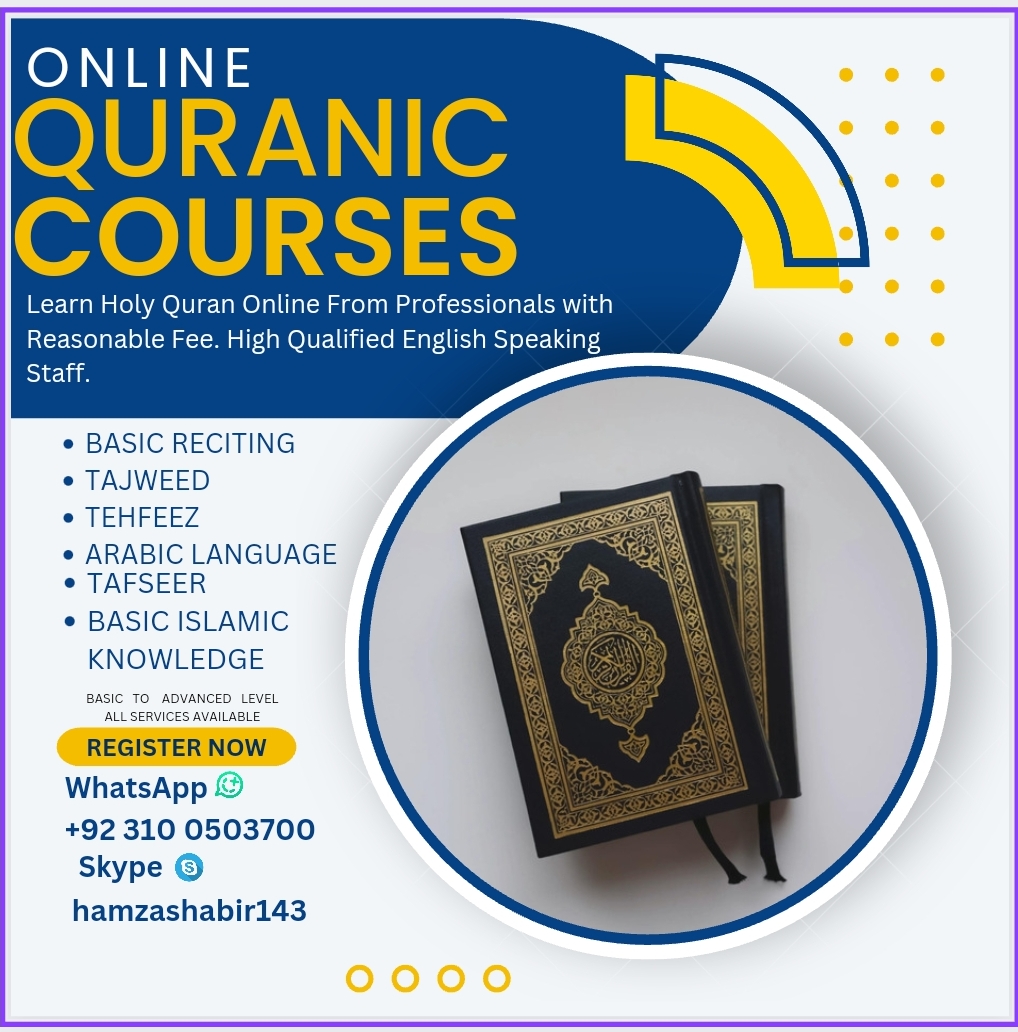 ONLINE
QURANIC
COURSES
Learn Holy Quran Online From Professionals with
Reasonable Fee. High Qualified English Speaking
Staff.
• BASIC RECITING
• TAJWEED
• TEHFEEZ
• ARABIC LANGUAGE
• TAFSEER
• BASIC ISLAMIC
KNOWLEDGE
BASIC TO ADVANCED LEVEL
ALL SERVICES AVAILABLE
REGISTER NOW
WhatsApp
+92 310 0503700
Skype
hamzashabir143